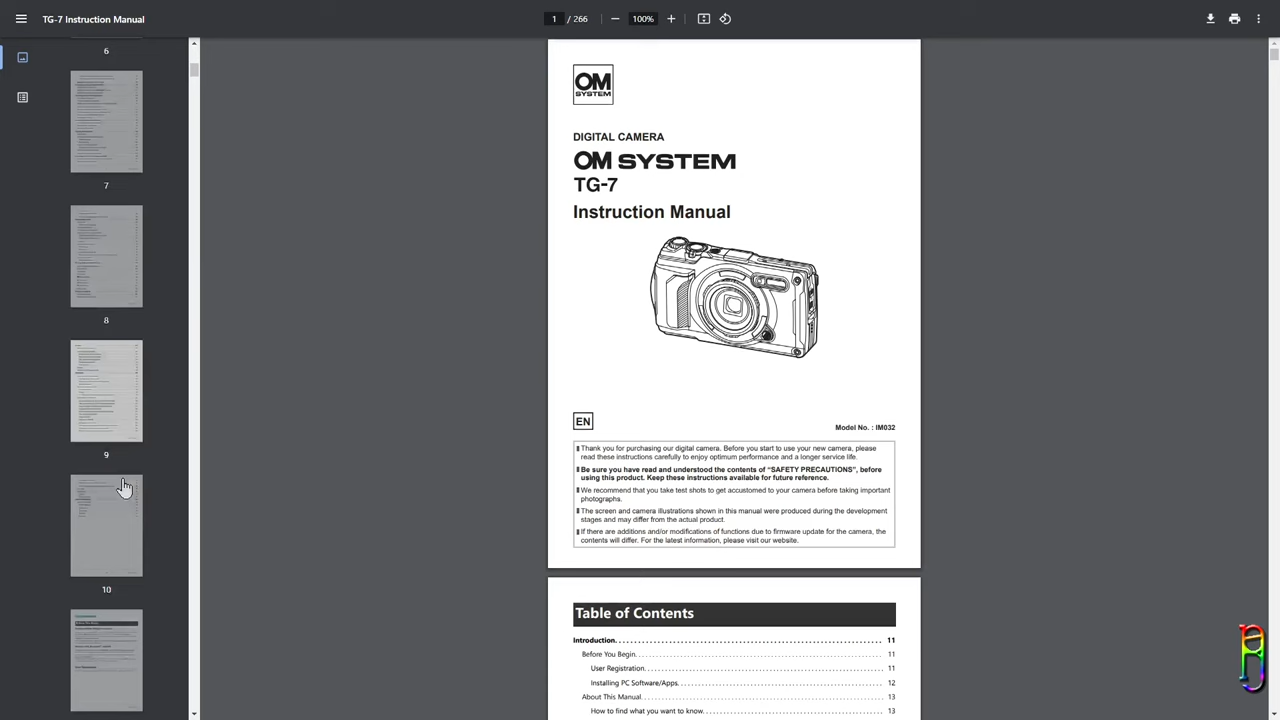 TG-7 Instruction Manual
1 / 266
100%
6
7
8
9
10
OM
SYSTEM
DIGITAL CAMERA
OM SYSTEM
TG-7
Instruction Manual
EN
Model No. : IM032
Thank you for purchasing our digital camera. Before you start to use your new camera, please
read these instructions carefully to enjoy optimum performance and a longer service life.
Be sure you have read and understood the contents of “SAFETY PRECAUTIONS”, before
using this product. Keep these instructions available for future reference.
We recommend that you take test shots to get accustomed to your camera before taking important
photographs.
The screen and camera illustrations shown in this manual were produced during the development
stages and may differ from the actual product.
If there are additions and/or modifications of functions due to firmware update for the camera, the
contents will differ. For the latest information, please visit our website.
Table of Contents
Introduction 11
Before You Begin 11
User Registration 11
Installing PC Software/Apps 12
About This Manual 13
How to find what you want to know 13